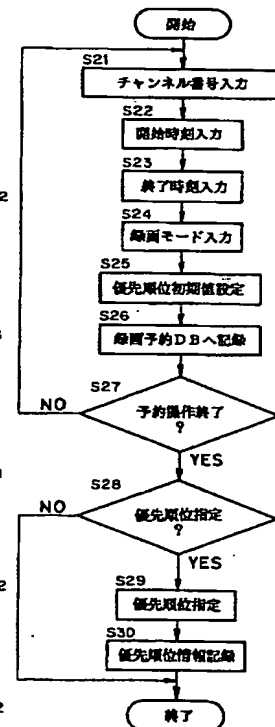 開始
S21
チャンネル番号入力
S22
開始時刻入力
S23
終了時刻入力
S24
録画モード入力
S25
優先順位初期値設定
S26
録画予約DBへ記録
S27
予約操作終了
?
NO
YES
S28
優先順位指定
?
NO
YES
S29
優先順位指定
S30
優先順位情報記録
終了